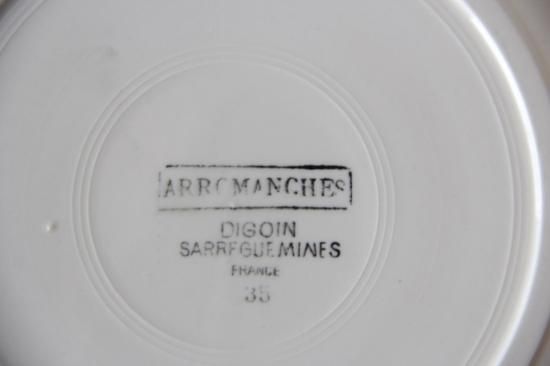 ARROMANCHES
DIGOIN
SARREGUEMINES
FRANCE
35